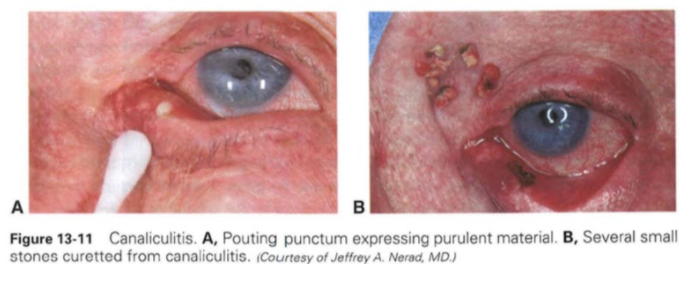 A
B
Figure 13-11 Canaliculitis. A, Pouting punctum expressing purulent material. B, Several small
stones curetted from canaliculitis. (Courtesy of Jeffrey A. Nerad, MD.)